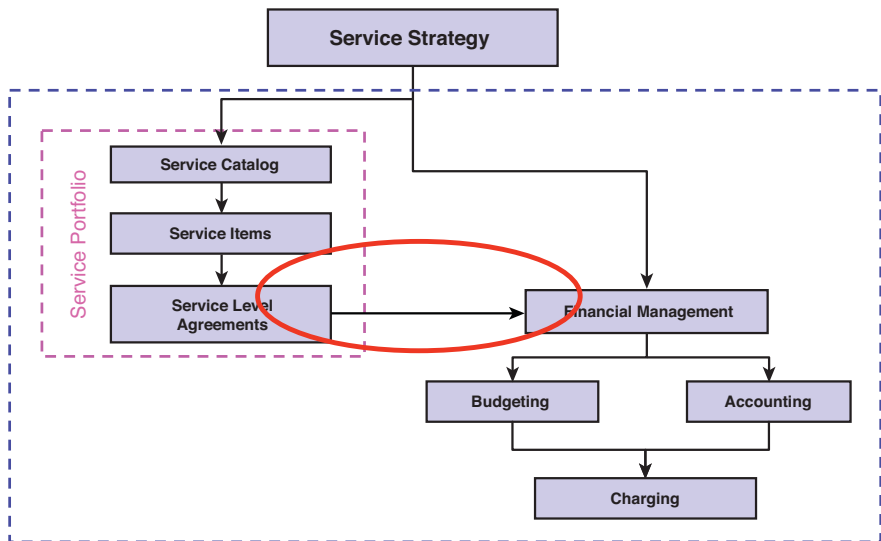 Service Strategy
Service Portfolio
Service Catalog
Service Items
Service Level
Agreements
Financial Management
Budgeting
Accounting
Charging